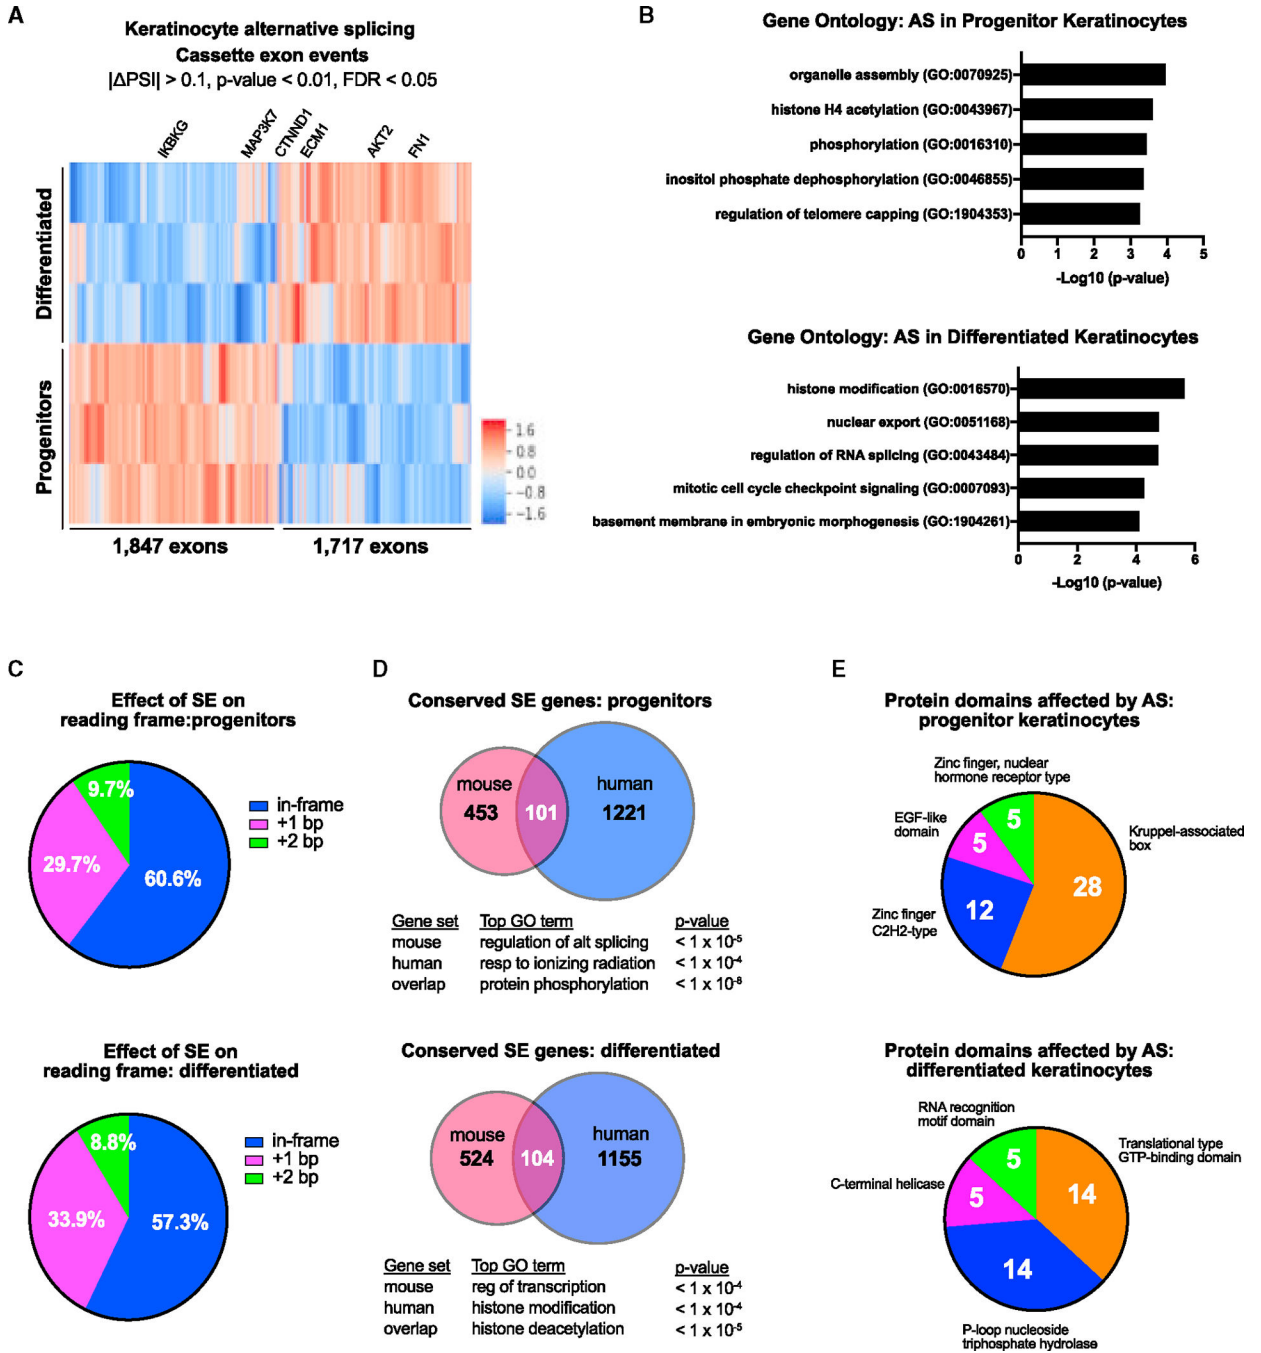 A
Keratinocyte alternative splicing
Cassette exon events
|ΔPSI| > 0.1, p-value < 0.01, FDR < 0.05
IKBKG
MAP3K7
CTNND1
ECM1
AKT2
FN1
Differentiated
Progenitors
1.6
0.8
0.0
−0.8
−1.6
1,847 exons
1,717 exons
B
Gene Ontology: AS in Progenitor Keratinocytes
organelle assembly (GO:0070925)
histone H4 acetylation (GO:0043967)
phosphorylation (GO:0016310)
inositol phosphate dephosphorylation (GO:0046855)
regulation of telomere capping (GO:1904353)
0 1 2 3 4 5
-Log10 (p-value)
Gene Ontology: AS in Differentiated Keratinocytes
histone modification (GO:0016570)
nuclear export (GO:0051168)
regulation of RNA splicing (GO:0043484)
mitotic cell cycle checkpoint signaling (GO:0007093)
basement membrane in embryonic morphogenesis (GO:1904261)
0 2 4 6
-Log10 (p-value)
C
Effect of SE on
reading frame:progenitors
9.7%
29.7%
60.6%
in-frame
+1 bp
+2 bp
Effect of SE on
reading frame: differentiated
8.8%
33.9%
57.3%
in-frame
+1 bp
+2 bp
D
Conserved SE genes: progenitors
mouse
453
101
human
1221
Gene set Top GO term p-value
mouse regulation of alt splicing < 1 x 10⁻⁵
human resp to ionizing radiation < 1 x 10⁻⁴
overlap protein phosphorylation < 1 x 10⁻⁸
Conserved SE genes: differentiated
mouse
524
104
human
1155
Gene set Top GO term p-value
mouse reg of transcription < 1 x 10⁻⁴
human histone modification < 1 x 10⁻⁴
overlap histone deacetylation < 1 x 10⁻⁵
E
Protein domains affected by AS:
progenitor keratinocytes
Zinc finger, nuclear
hormone receptor type
EGF-like
domain
Kruppel-associated
box
Zinc finger
C2H2-type
5
5
28
12
Protein domains affected by AS:
differentiated keratinocytes
RNA recognition
motif domain
Translational type
GTP-binding domain
C-terminal helicase
5
5
14
14
P-loop nucleoside
triphosphate hydrolase